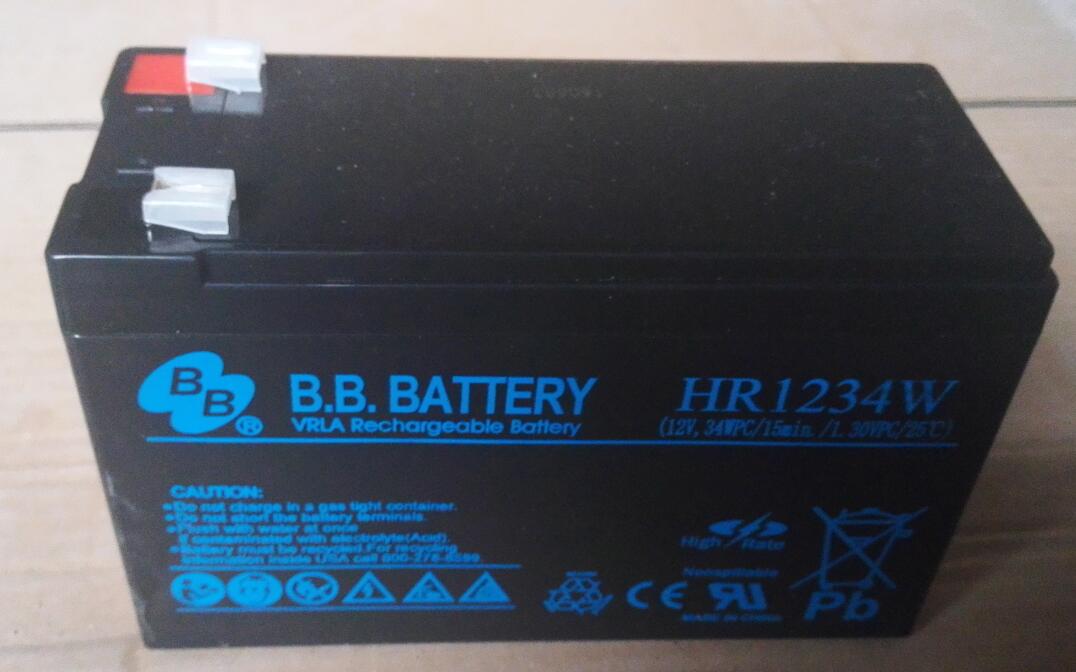 BB®
B.B. BATTERY
VRLA Rechargeable Battery
HR1234W
(12V, 34WPC/15min. /1. 30VPC/25℃)
CAUTION:
•Do not charge in a gas tight container.
•Do not short the battery terminals.
•Flush with water at once
if contaminated with electrolyte(Acid).
•Battery must be recycled.For recycling
information inside USA call 800-278-8599
High Rate
Nonspillable
CE
MADE IN CHINA
Pb